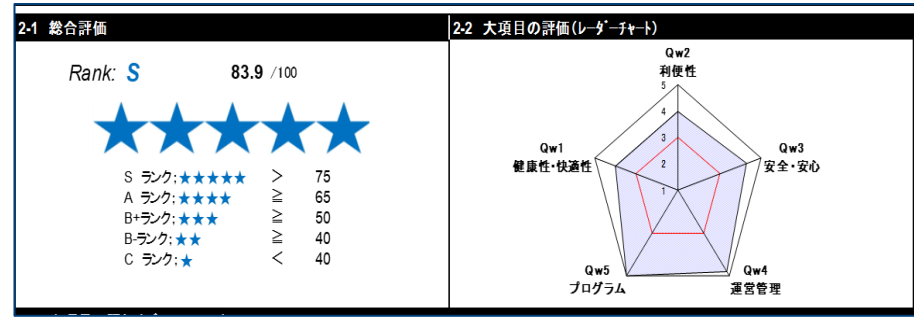 2-1 総合評価
Rank: S 83.9 /100
S ランク;★★★★★ > 75
A ランク;★★★★ ≧ 65
B+ランク;★★★ ≧ 50
B-ランク;★★ ≧ 40
C ランク;★ < 40
2-2 大項目の評価(レーダーチャート)
Qw2
利便性
5
4
3
2
1
Qw1
健康性・快適性
Qw3
安全・安心
Qw5
プログラム
Qw4
運営管理